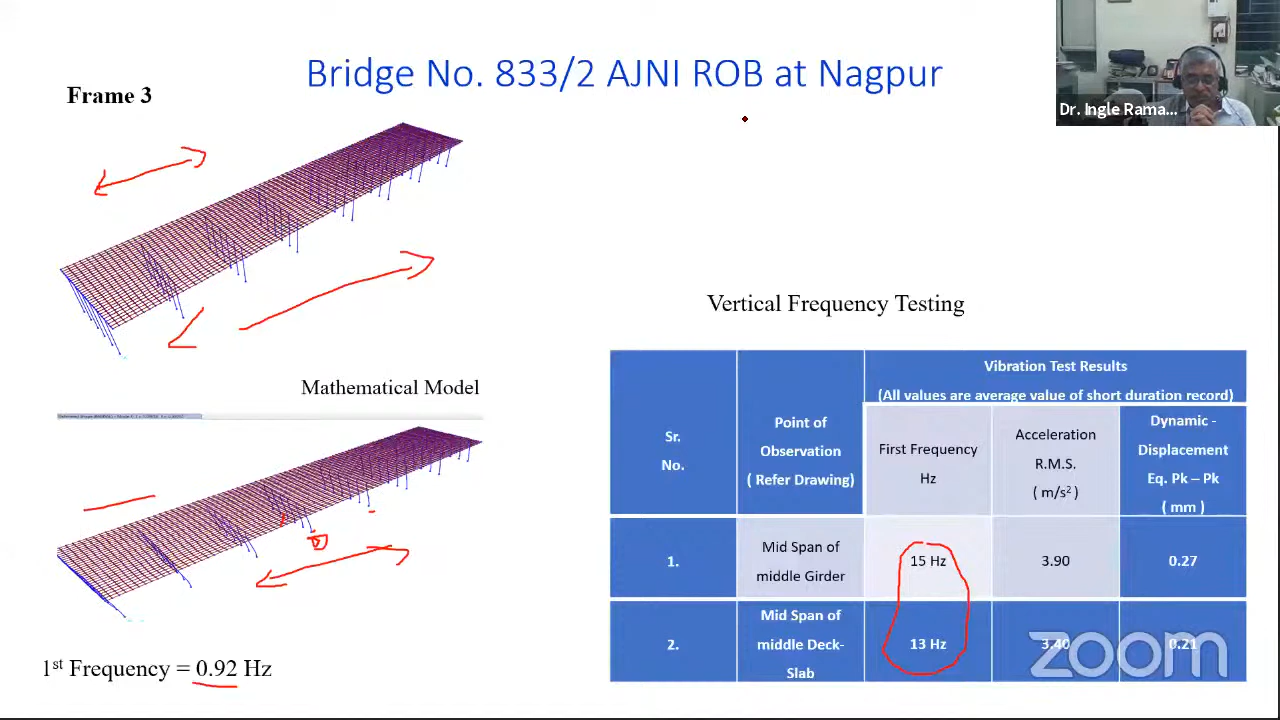 Bridge No. 833/2 AJNI ROB at Nagpur
Frame 3
Dr. Ingle Rama...
Vertical Frequency Testing
Mathematical Model
Sr.
No.
Point of
Observation
( Refer Drawing)
Vibration Test Results
(All values are average value of short duration record)
First Frequency
Hz
Acceleration
R.M.S.
( m/s² )
Dynamic -
Displacement
Eq. Pk – Pk
( mm )
1.
Mid Span of
middle Girder
15 Hz
3.90
0.27
2.
Mid Span of
middle Deck-
Slab
13 Hz
3.40
0.21
zoom
1st Frequency = 0.92 Hz